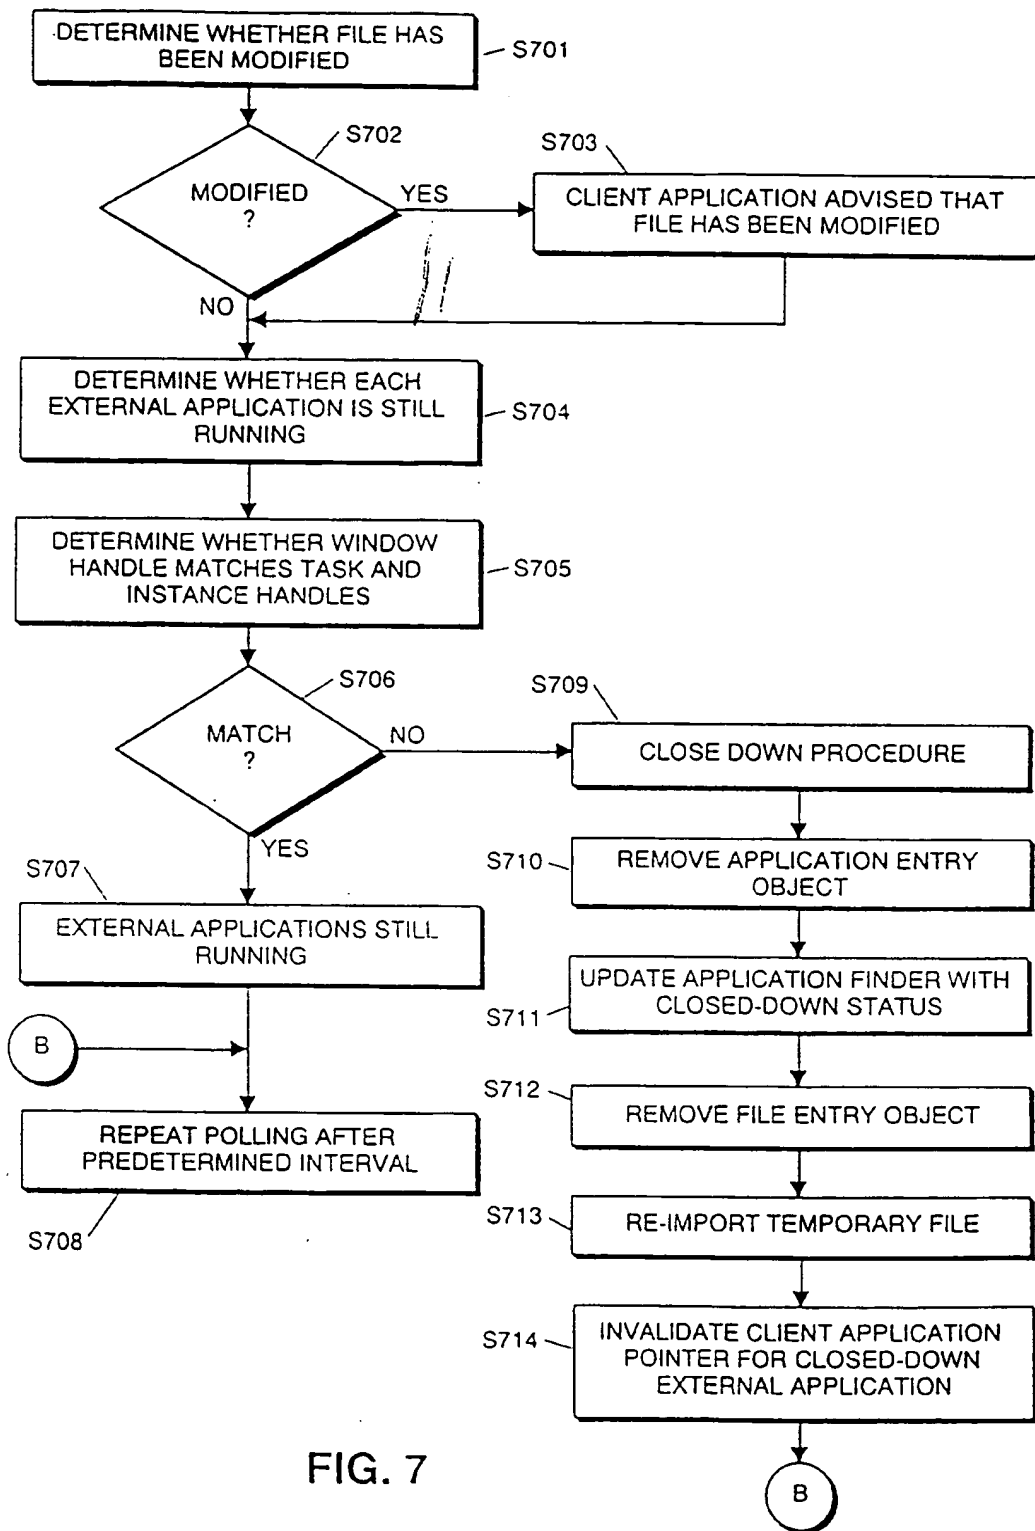 DETERMINE WHETHER FILE HAS
BEEN MODIFIED
S701
S702
MODIFIED
?
YES
NO
S703
CLIENT APPLICATION ADVISED THAT
FILE HAS BEEN MODIFIED
DETERMINE WHETHER EACH
EXTERNAL APPLICATION IS STILL
RUNNING
S704
DETERMINE WHETHER WINDOW
HANDLE MATCHES TASK AND
INSTANCE HANDLES
S705
S706
MATCH
?
NO
YES
S707
EXTERNAL APPLICATIONS STILL
RUNNING
B
REPEAT POLLING AFTER
PREDETERMINED INTERVAL
S708
S709
CLOSE DOWN PROCEDURE
S710
REMOVE APPLICATION ENTRY
OBJECT
UPDATE APPLICATION FINDER WITH
CLOSED-DOWN STATUS
S711
S712
REMOVE FILE ENTRY OBJECT
S713
RE-IMPORT TEMPORARY FILE
S714
INVALIDATE CLIENT APPLICATION
POINTER FOR CLOSED-DOWN
EXTERNAL APPLICATION
B
FIG. 7